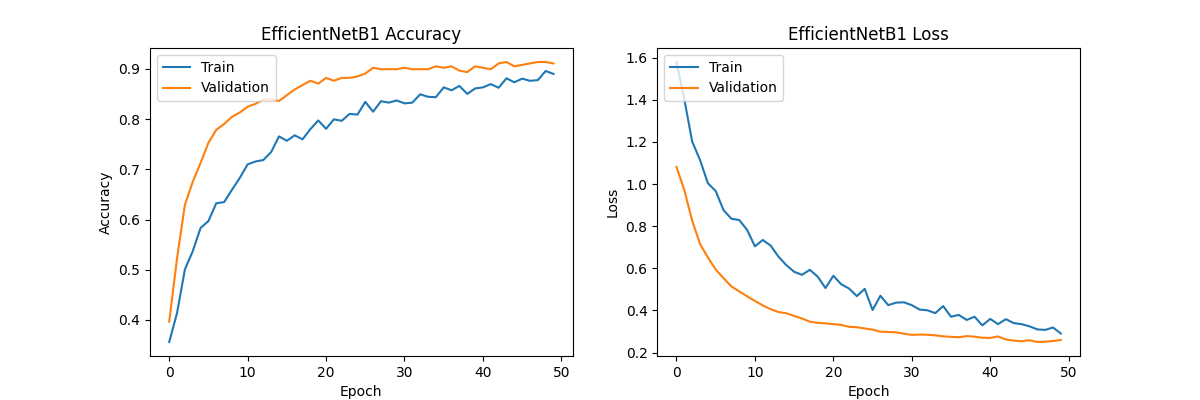 EfficientNetB1 Accuracy
Train
Validation
0.9
0.8
0.7
0.6
0.5
0.4
Accuracy
0
10
20
30
40
50
Epoch
EfficientNetB1 Loss
Train
Validation
1.6
1.4
1.2
1.0
0.8
0.6
0.4
0.2
Loss
0
10
20
30
40
50
Epoch